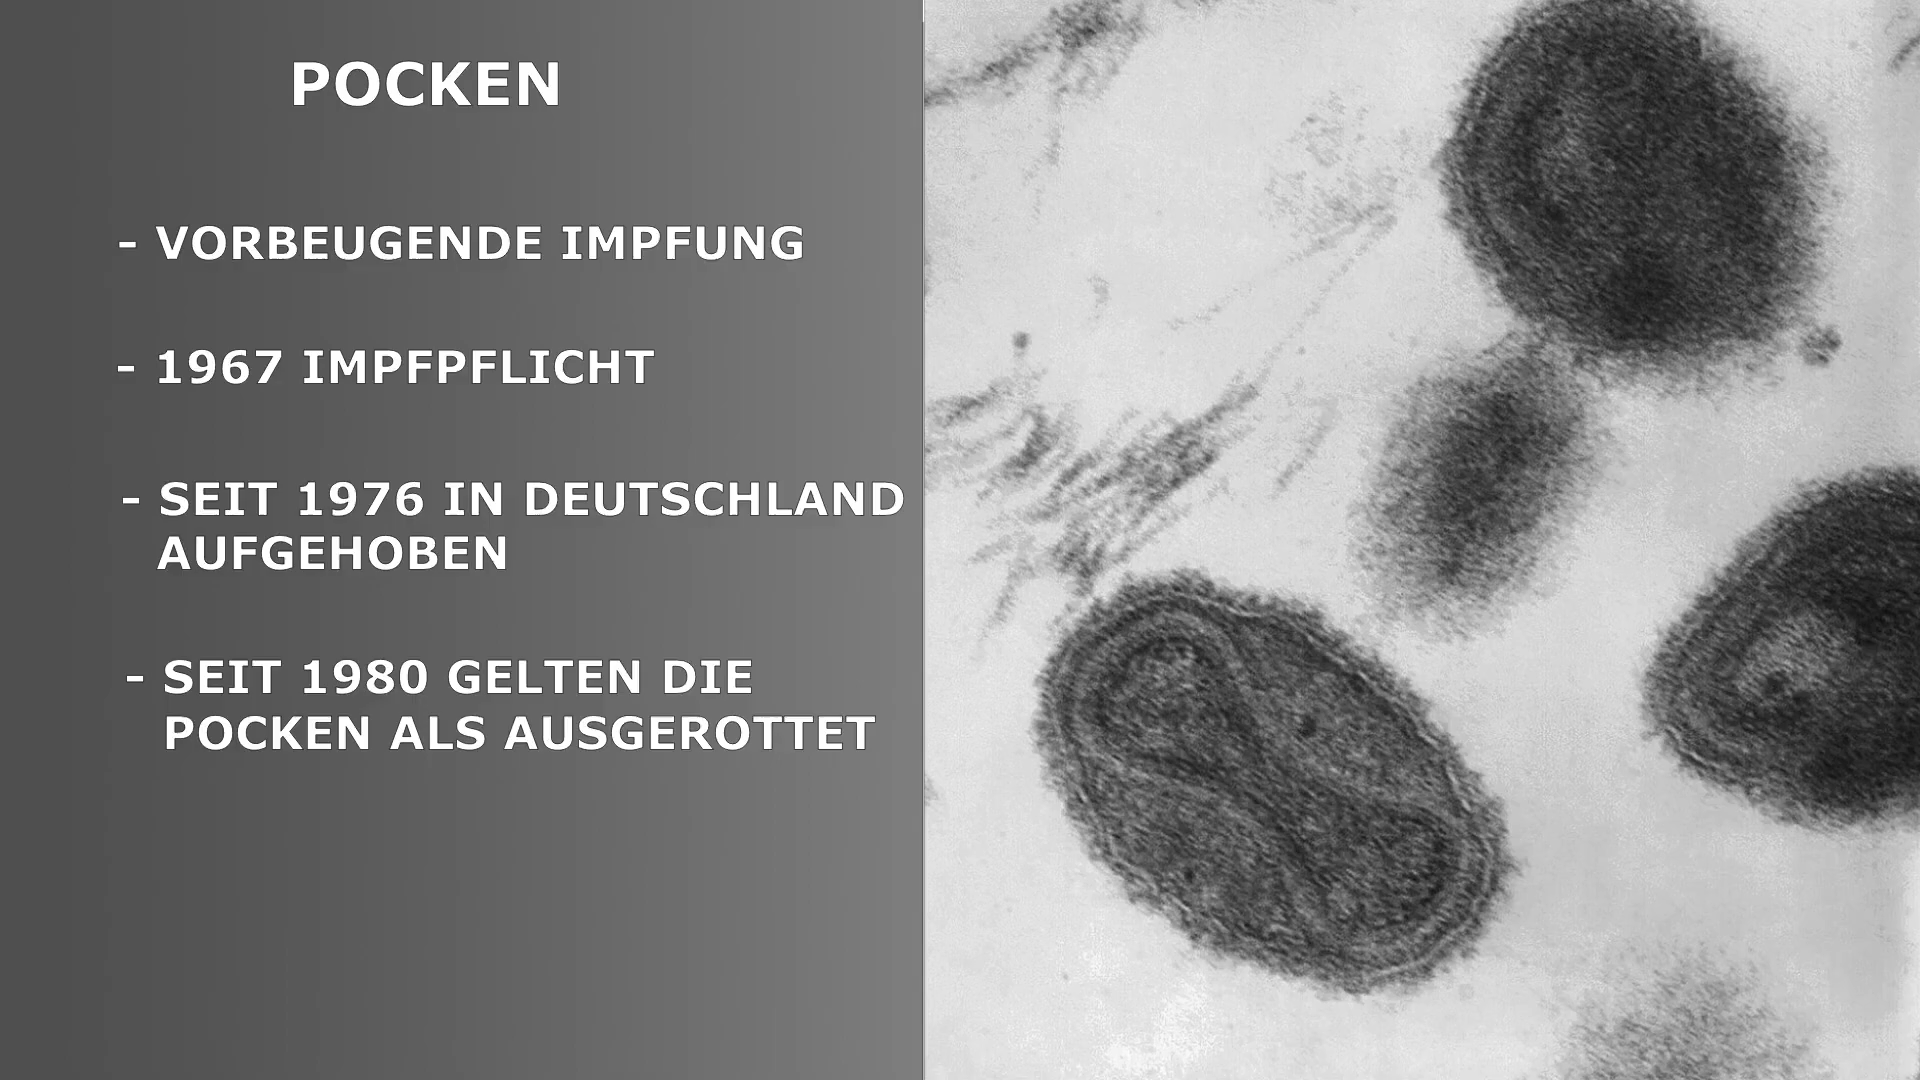 POCKEN
- VORBEUGENDE IMPFUNG
- 1967 IMPFPFLICHT
- SEIT 1976 IN DEUTSCHLAND
AUFGEHOBEN
- SEIT 1980 GELTEN DIE
POCKEN ALS AUSGEROTTET